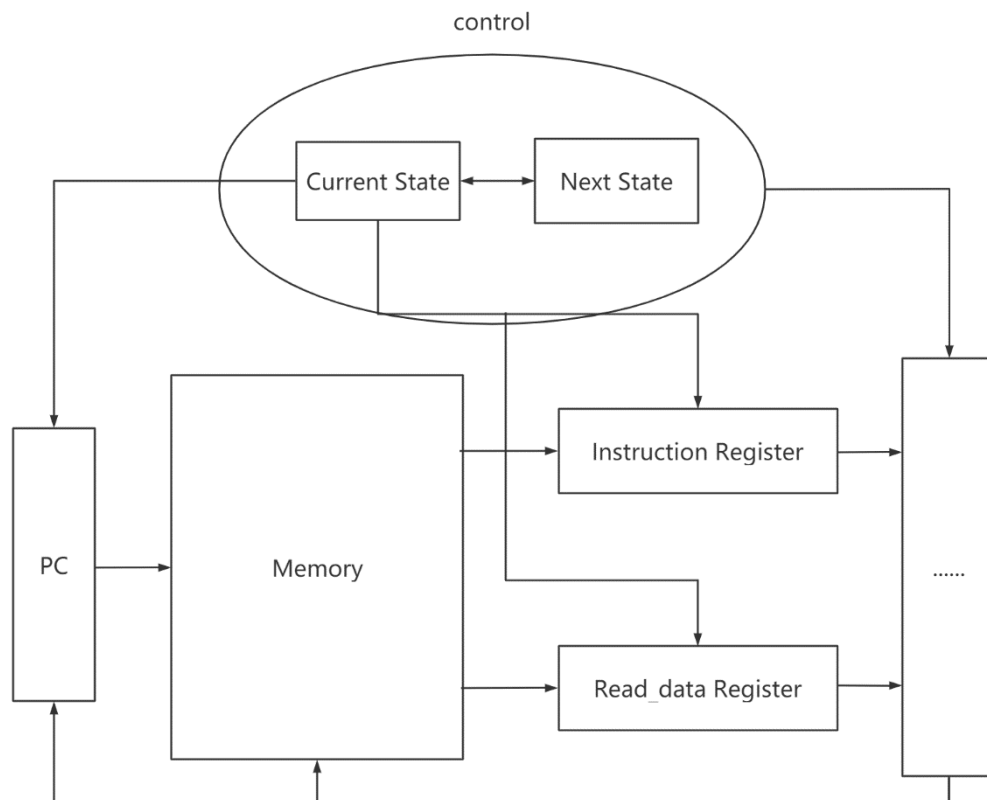 control
Current State
Next State
Instruction Register
PC
Memory
......
Read_data Register